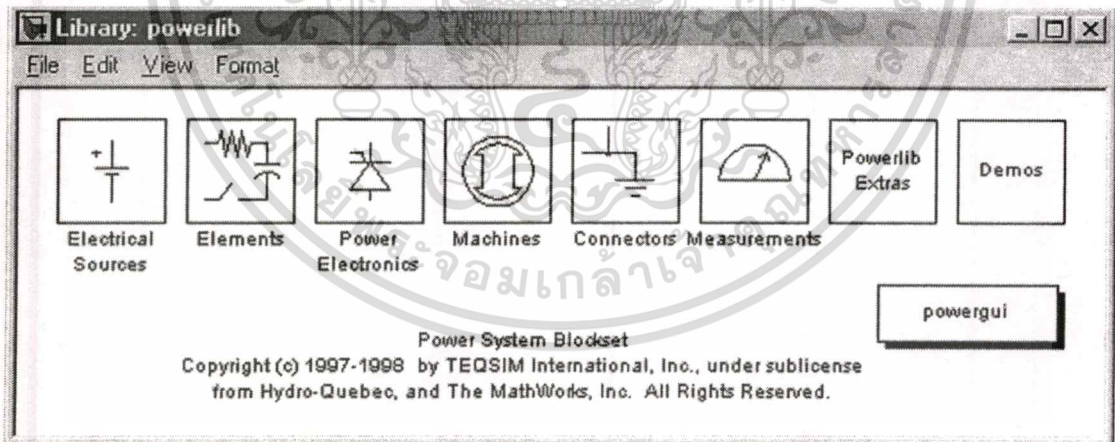 Library: powerlib
File Edit View Format
Electrical
Sources
Elements
Power
Electronics
Machines
Connectors
Measurements
Powerlib
Extras
Demos
powergui
Power System Blockset
Copyright (c) 1997-1998 by TEQSIM International, Inc., under sublicense
from Hydro-Quebec, and The MathWorks, Inc. All Rights Reserved.